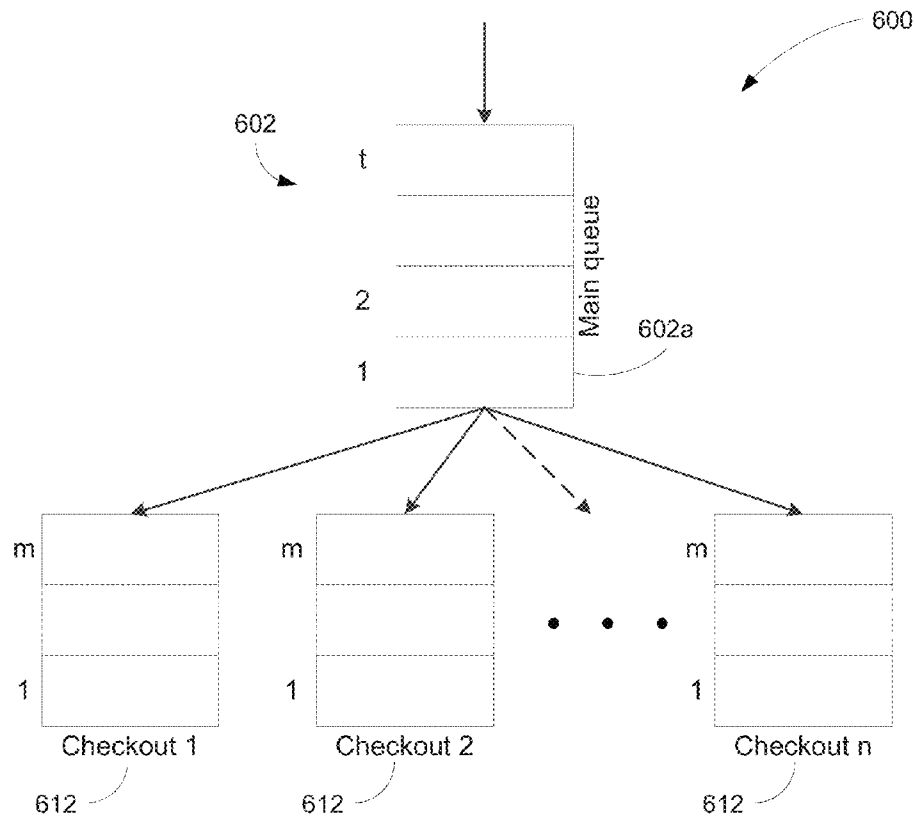 600
602
t
Main queue
2
602a
1
m
m
m
1
1
1
Checkout 1
Checkout 2
Checkout n
612
612
612